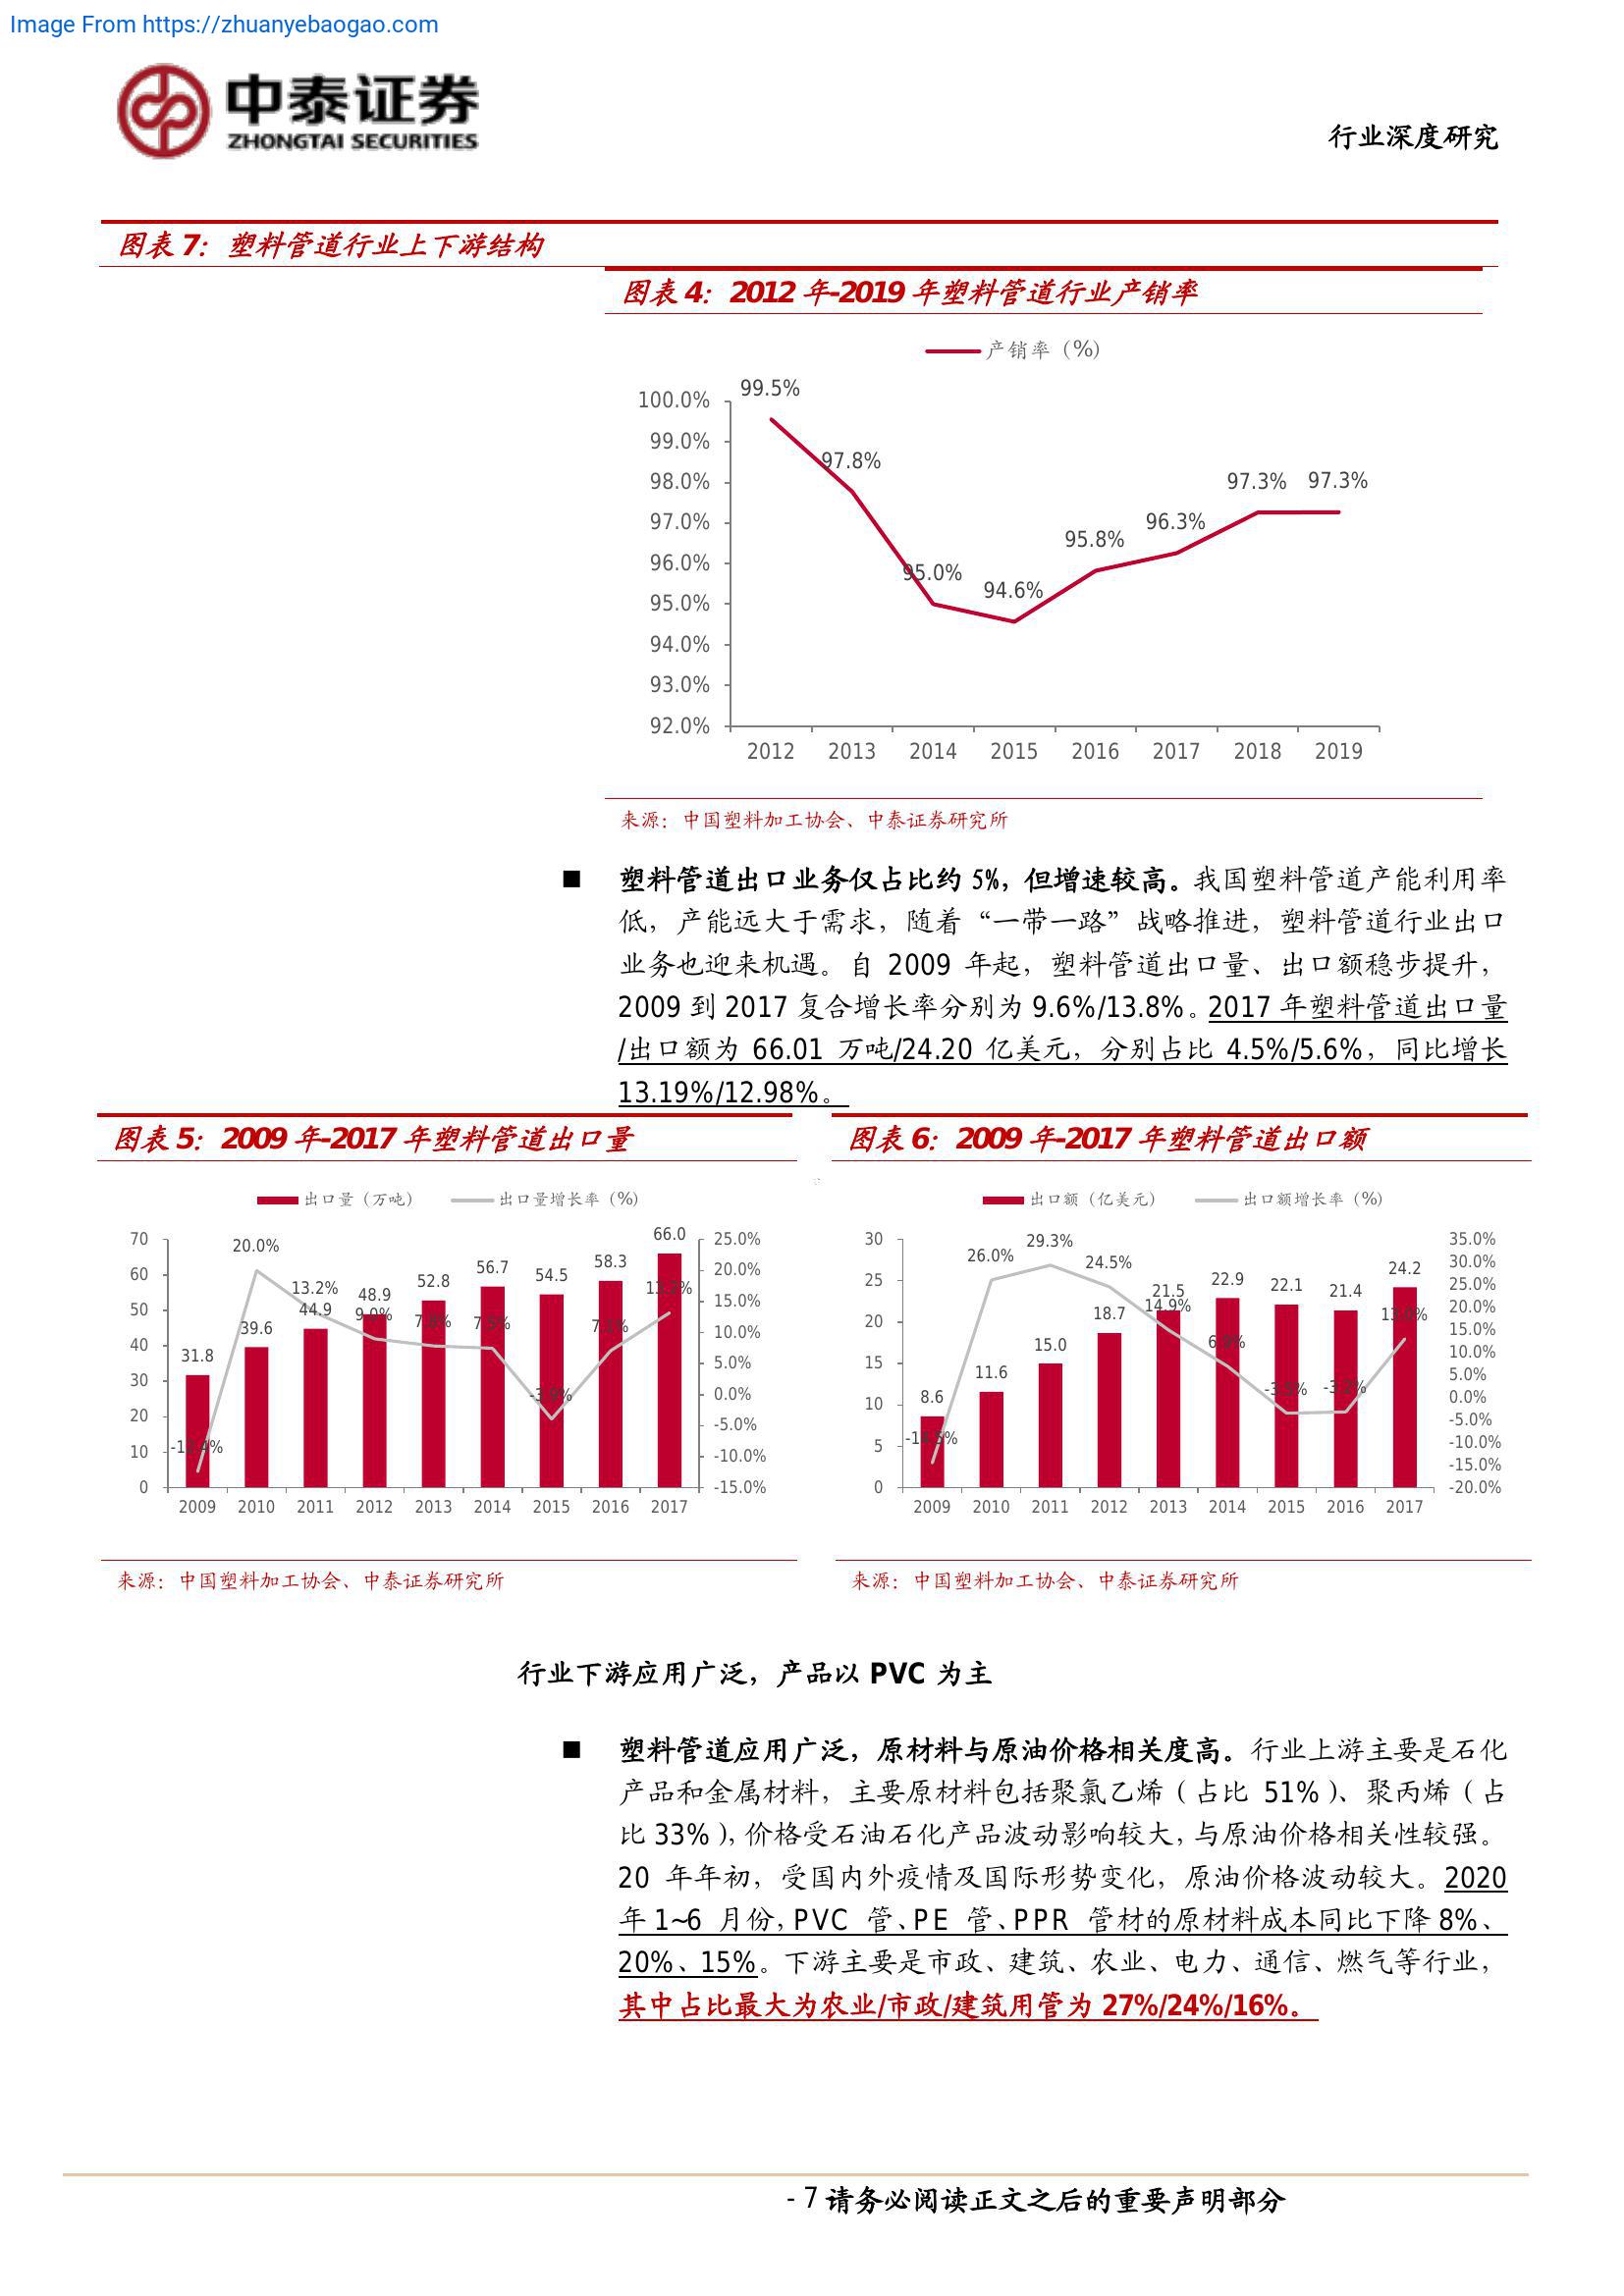 Image From https://zhuanyebaogao.com
中泰证券
ZHONGTAI SECURITIES
行业深度研究
图表 7：塑料管道行业上下游结构
图表 4：2012 年-2019 年塑料管道行业产销率
产销率（%）
99.5%
100.0%
99.0%
97.8%
98.0%
97.3% 97.3%
97.0%
96.3%
95.8%
96.0%
95.0%
94.6%
95.0%
94.0%
93.0%
92.0%
2012 2013 2014 2015 2016 2017 2018 2019
来源：中国塑料加工协会、中泰证券研究所
■ 塑料管道出口业务仅占比约 5%，但增速较高。我国塑料管道产能利用率
低，产能远大于需求，随着“一带一路”战略推进，塑料管道行业出口
业务也迎来机遇。自 2009 年起，塑料管道出口量、出口额稳步提升，
2009 到 2017 复合增长率分别为 9.6%/13.8%。2017 年塑料管道出口量
/出口额为 66.01 万吨/24.20 亿美元，分别占比 4.5%/5.6%，同比增长
13.19%/12.98%。
图表 5：2009 年-2017 年塑料管道出口量
出口量（万吨） 出口量增长率（%）
70 60 50 40 30 20 10 0
31.8 39.6 44.9 48.9 52.8 56.7 54.5 58.3 66.0
20.0% 13.2% 9.0%
25.0% 20.0% 15.0% 10.0% 5.0% 0.0% -5.0% -10.0% -15.0%
2009 2010 2011 2012 2013 2014 2015 2016 2017
来源：中国塑料加工协会、中泰证券研究所
图表 6：2009 年-2017 年塑料管道出口额
出口额（亿美元） 出口额增长率（%）
30 25 20 15 10 5 0
8.6 11.6 15.0 18.7 21.5 22.9 22.1 21.4 24.2
26.0% 29.3% 24.5% 14.9% 13.0%
35.0% 30.0% 25.0% 20.0% 15.0% 10.0% 5.0% 0.0% -5.0% -10.0% -15.0% -20.0%
2009 2010 2011 2012 2013 2014 2015 2016 2017
来源：中国塑料加工协会、中泰证券研究所
行业下游应用广泛，产品以 PVC 为主
■ 塑料管道应用广泛，原材料与原油价格相关度高。行业上游主要是石化
产品和金属材料，主要原材料包括聚氯乙烯（占比 51%）、聚丙烯（占
比 33%），价格受石油石化产品波动影响较大，与原油价格相关性较强。
20 年年初，受国内外疫情及国际形势变化，原油价格波动较大。2020
年 1~6 月份，PVC 管、PE 管、PPR 管材的原材料成本同比下降 8%、
20%、15%。下游主要是市政、建筑、农业、电力、通信、燃气等行业，
其中占比最大为农业/市政/建筑用管为 27%/24%/16%。
- 7 请务必阅读正文之后的重要声明部分